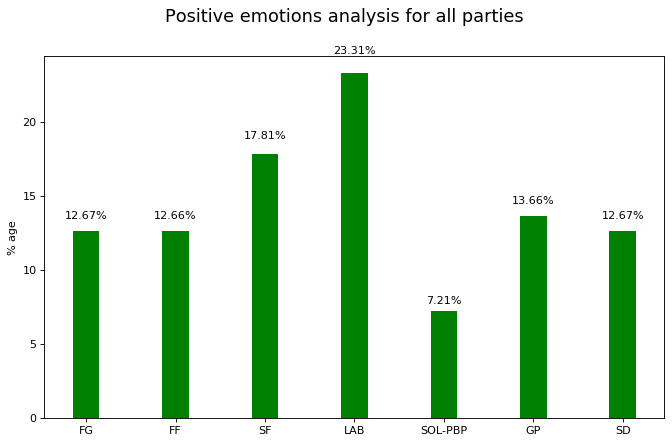 Positive emotions analysis for all parties
23.31%
17.81%
13.66%
12.67%
12.66%
12.67%
7.21%
% age
20
15
10
5
0
FG
FF
SF
LAB
SOL-PBP
GP
SD